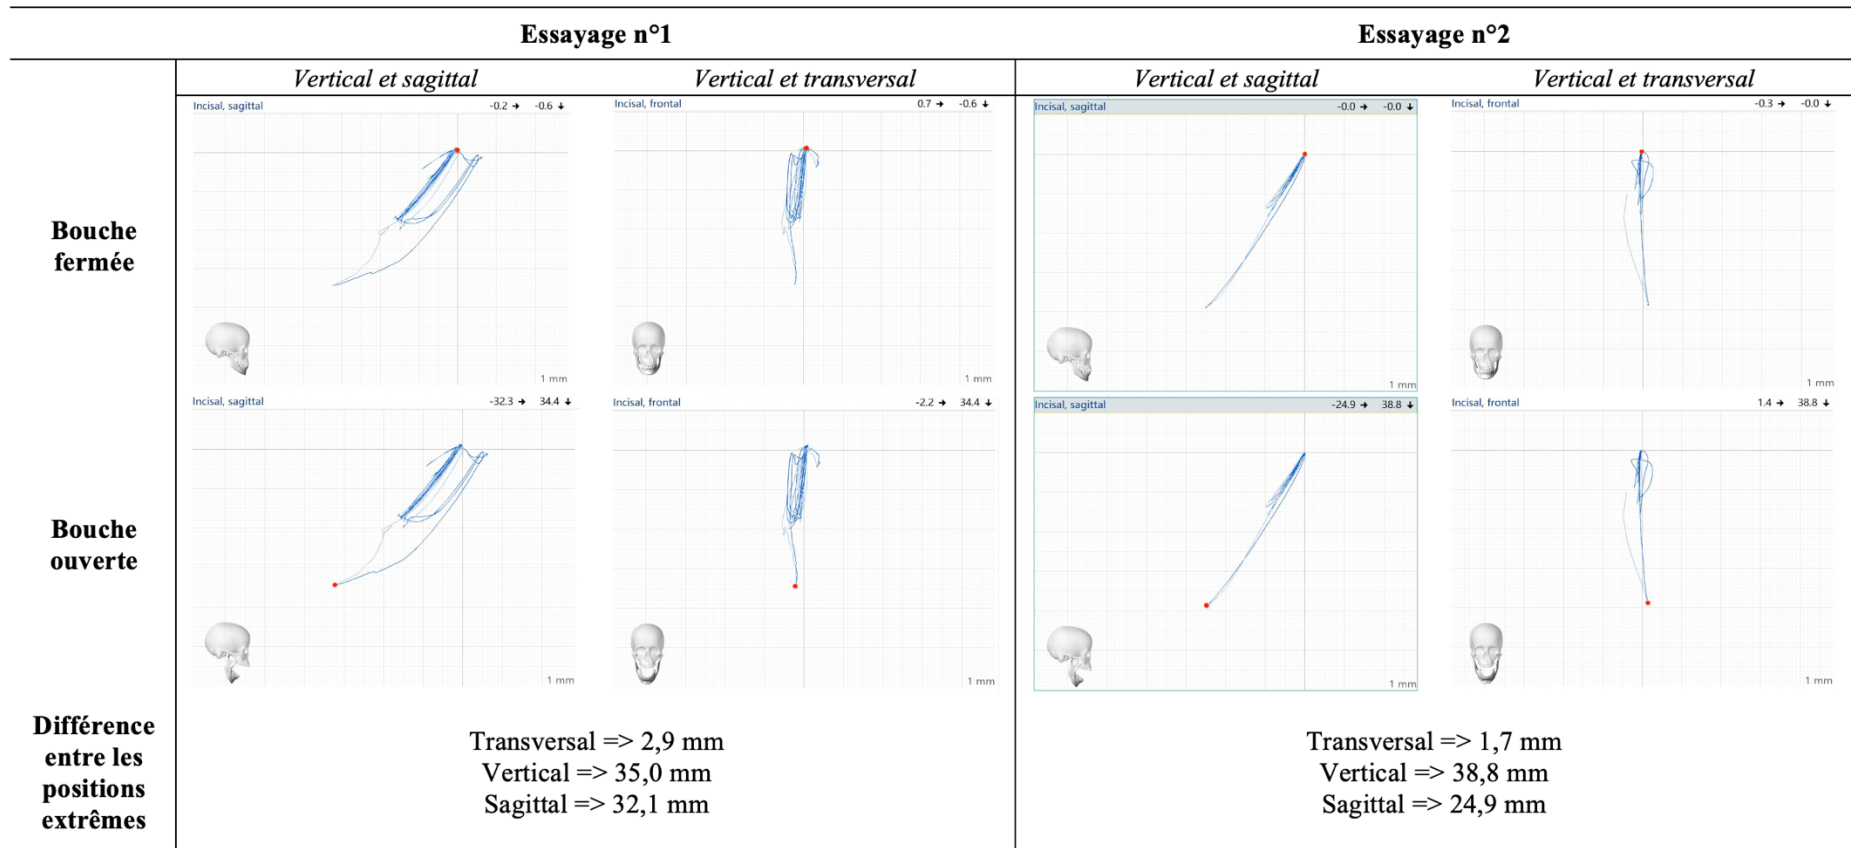 Essayage n°1
Essayage n°2
Vertical et sagittal
Vertical et transversal
Vertical et sagittal
Vertical et transversal
Bouche
fermée
Incisal, sagittal -0.2 → -0.6 ↓
1 mm
Incisal, frontal 0.7 → -0.6 ↓
1 mm
Incisal, sagittal -0.0 → -0.0 ↓
1 mm
Incisal, frontal -0.3 → -0.0 ↓
1 mm
Bouche
ouverte
Incisal, sagittal -32.3 → 34.4 ↓
1 mm
Incisal, frontal -2.2 → 34.4 ↓
1 mm
Incisal, sagittal -24.9 → 38.8 ↓
1 mm
Incisal, frontal 1.4 → 38.8 ↓
1 mm
Différence
entre les
positions
extrêmes
Transversal => 2,9 mm
Vertical => 35,0 mm
Sagittal => 32,1 mm
Transversal => 1,7 mm
Vertical => 38,8 mm
Sagittal => 24,9 mm